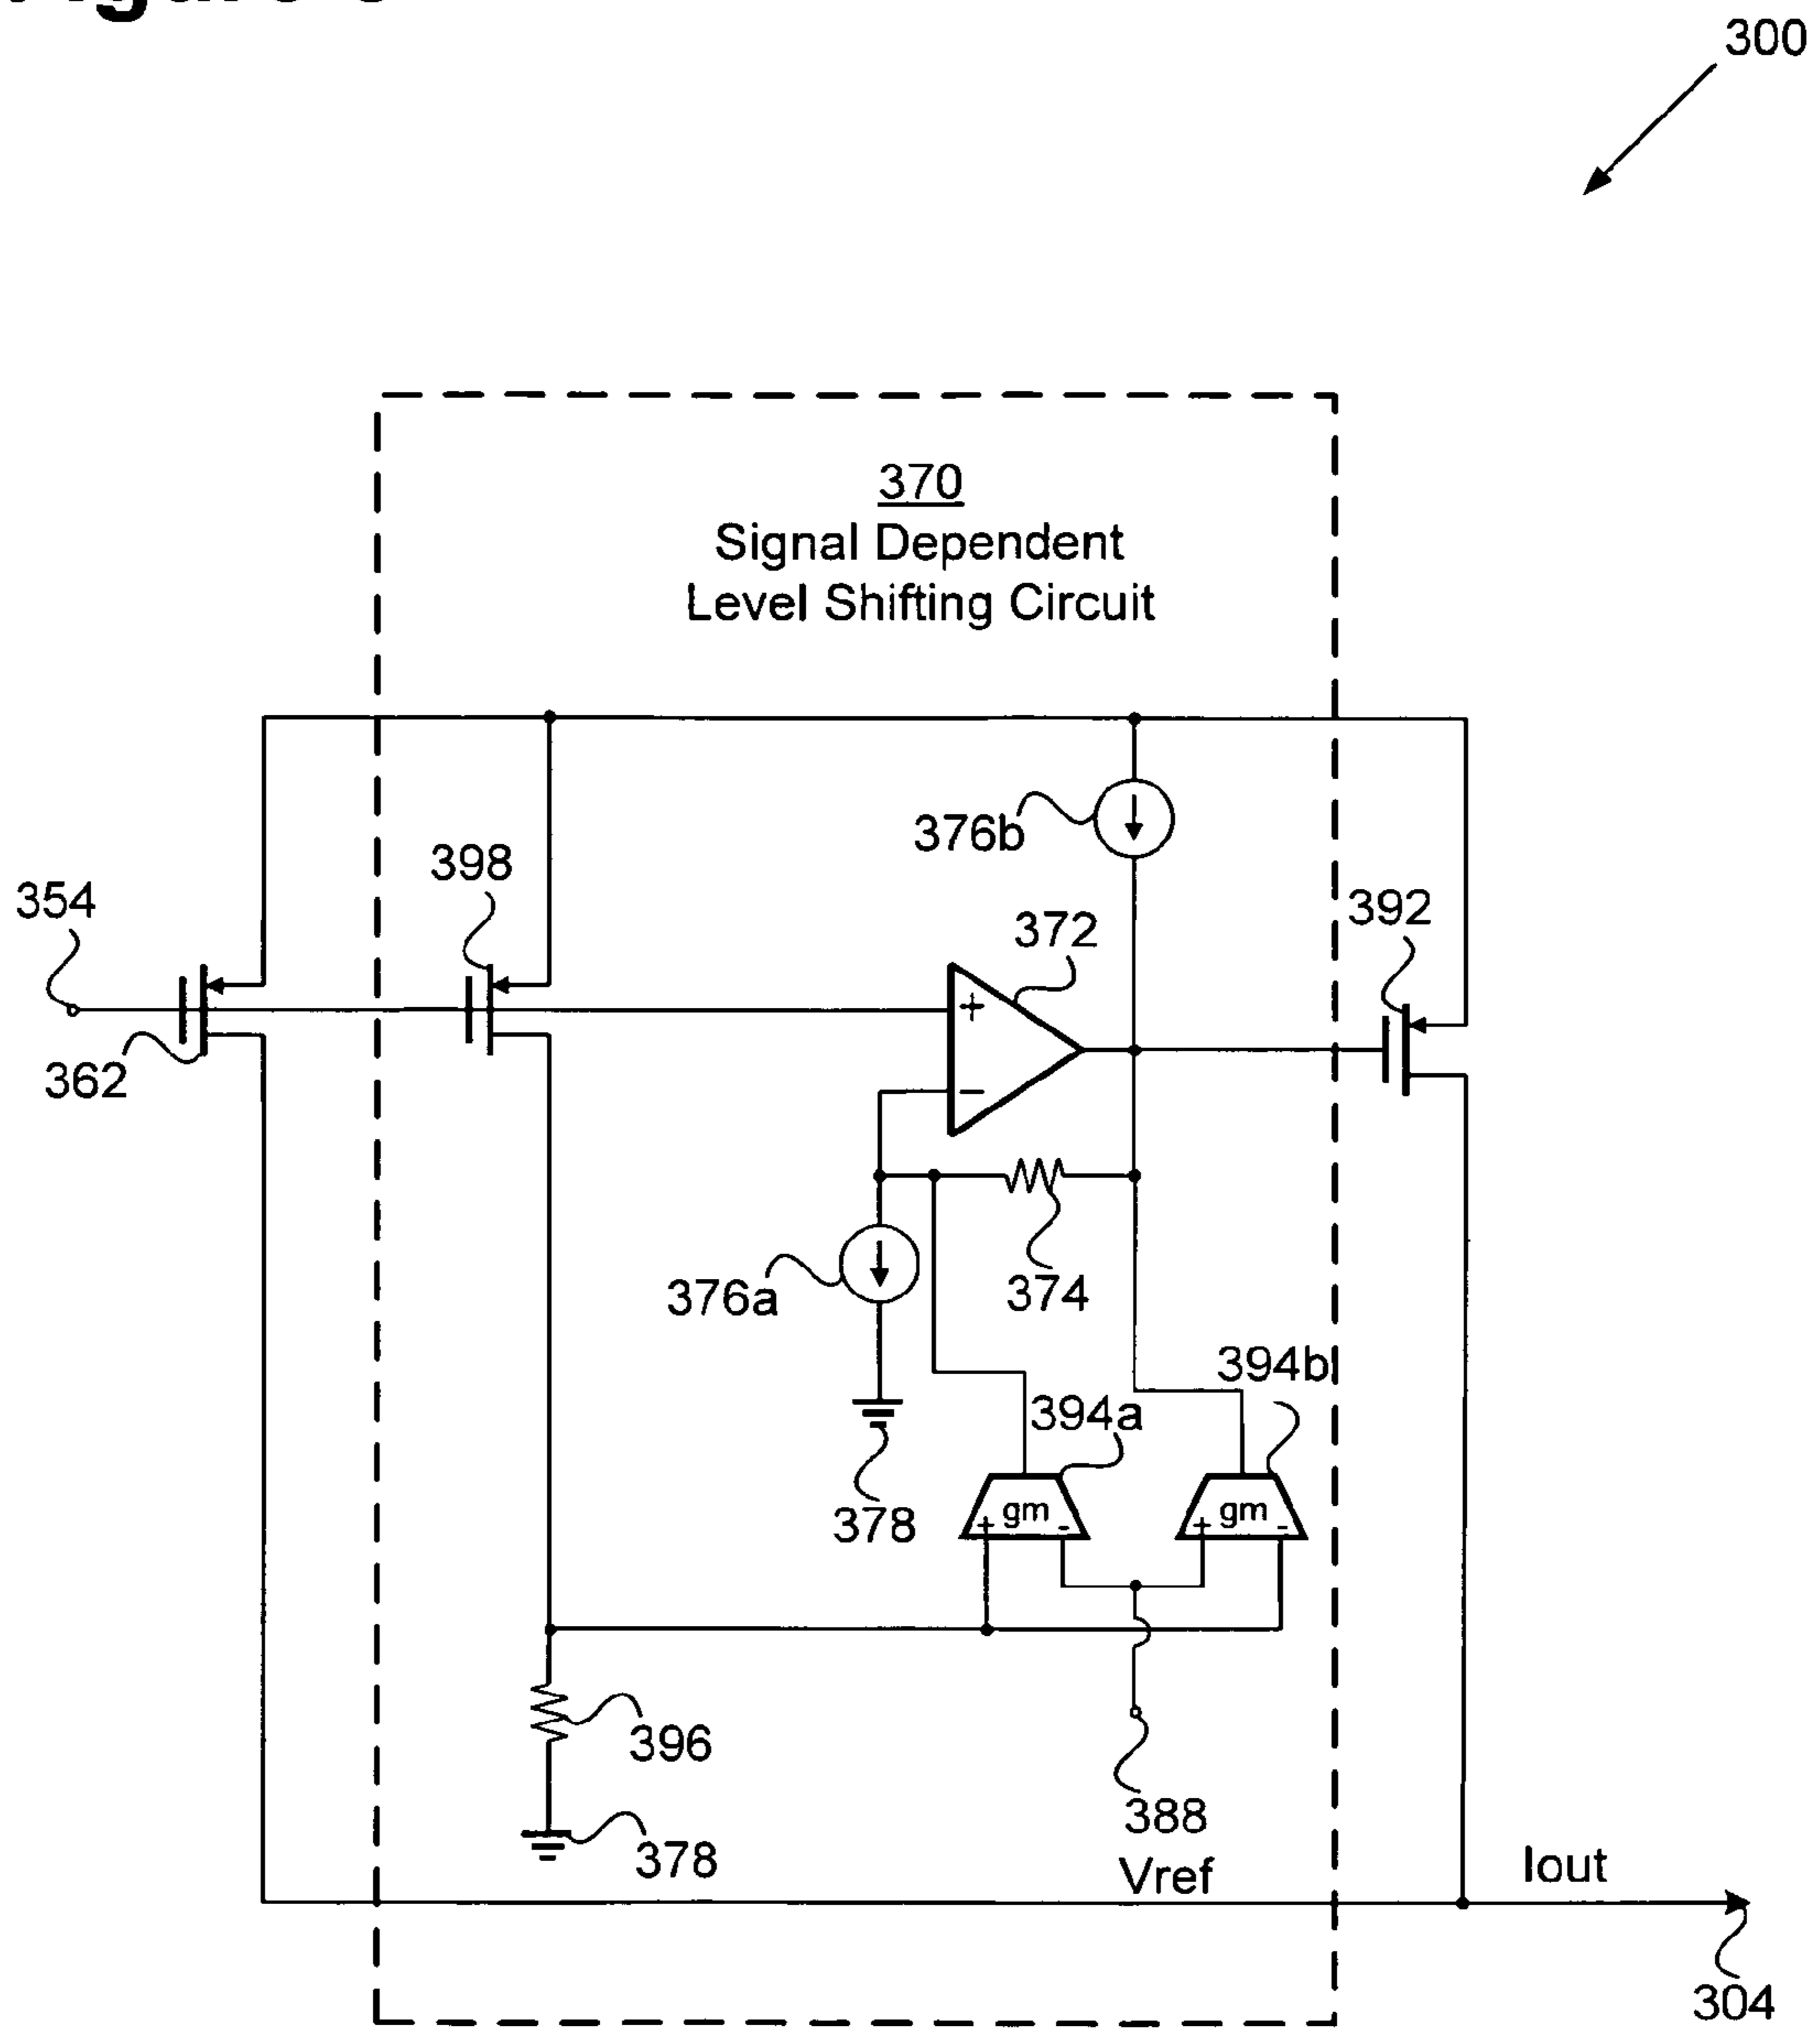 300
370
Signal Dependent
Level Shifting Circuit
376b
398
354
392
372
+
362
−
376a
374
394b
394a
gm
gm
+ -
+ -
378
396
388
378
Vref
Iout
304